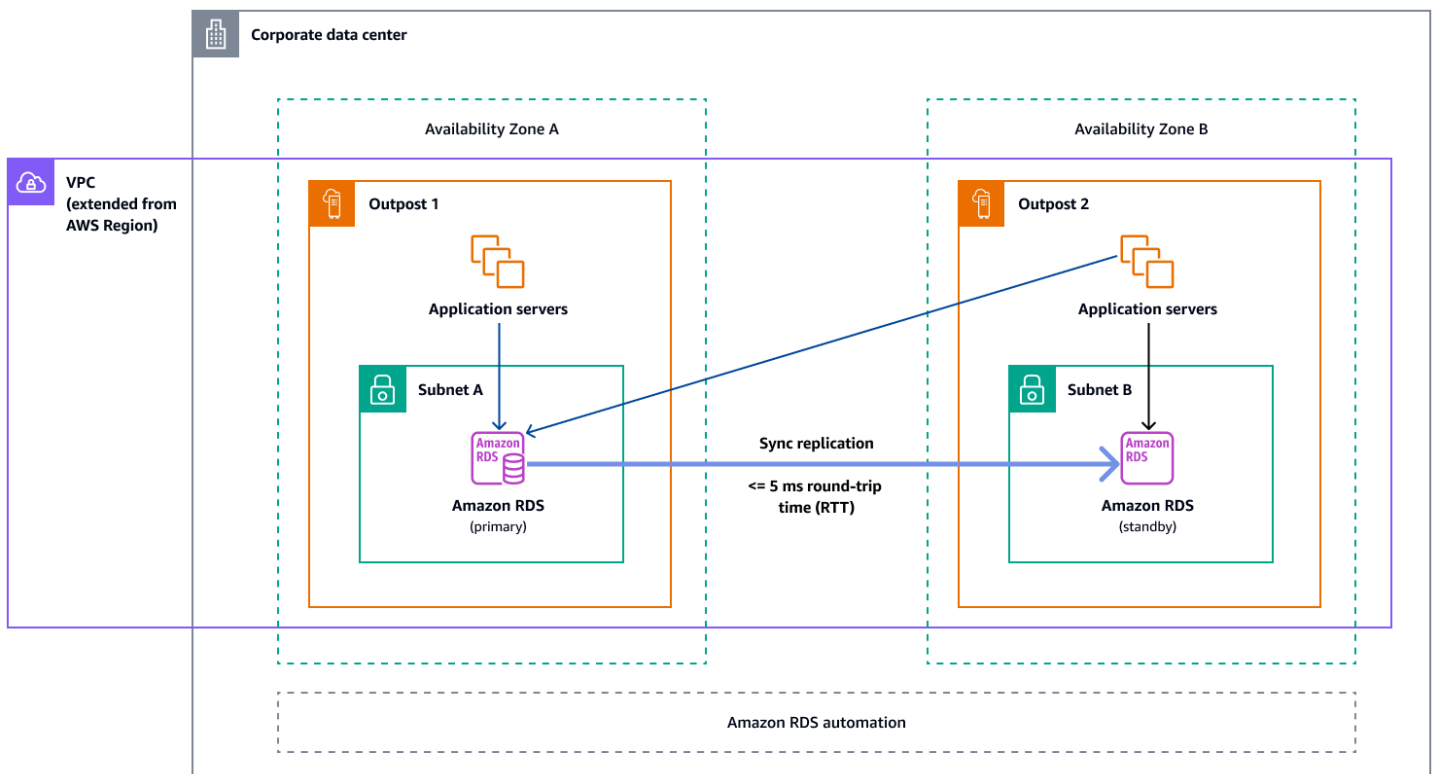 Corporate data center
Availability Zone A
Availability Zone B
VPC
(extended from
AWS Region)
Outpost 1
Outpost 2
Application servers
Application servers
Subnet A
Subnet B
Amazon
RDS
Sync replication
Amazon
RDS
<= 5 ms round-trip
time (RTT)
Amazon RDS
(primary)
Amazon RDS
(standby)
Amazon RDS automation